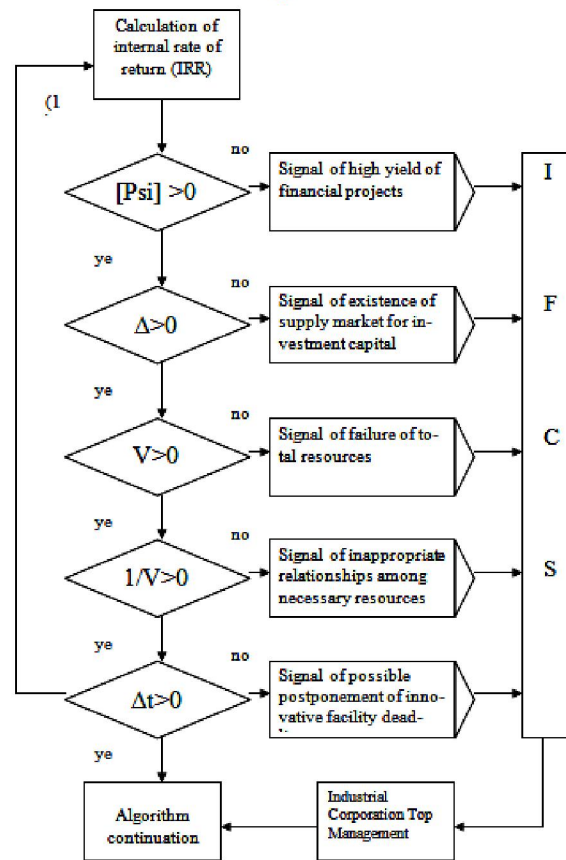 Calculation of
internal rate of
return (IRR)
(1
no
[Psi] >0
Signal of high yield of
financial projects
I
ye
no
Δ>0
Signal of existence of
supply market for in-
vestment capital
F
ye
no
V>0
Signal of failure of to-
tal resources
C
ye
no
1/V>0
Signal of inappropriate
relationships among
necessary resources
S
ye
no
Δt>0
Signal of possible
postponement of inno-
vative facility dead-
ye
Algorithm
continuation
Industrial
Corporation Top
Management